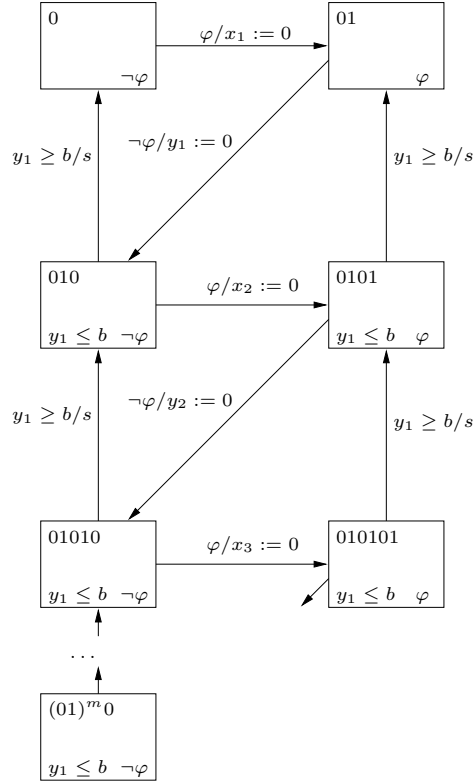 0
01
φ/x₁ := 0
¬φ
φ
y₁ ≥ b/s
¬φ/y₁ := 0
y₁ ≥ b/s
010
0101
φ/x₂ := 0
y₁ ≤ b ¬φ
y₁ ≤ b φ
y₁ ≥ b/s
¬φ/y₂ := 0
y₁ ≥ b/s
01010
010101
φ/x₃ := 0
y₁ ≤ b ¬φ
y₁ ≤ b φ
...
(01)ᵐ0
y₁ ≤ b ¬φ